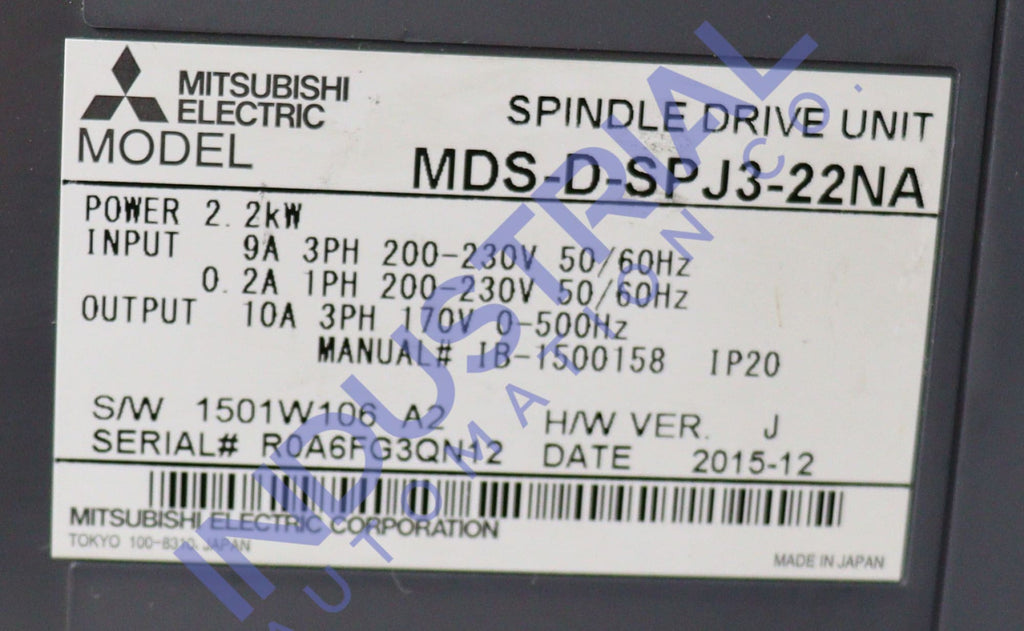 MITSUBISHI
ELECTRIC
SPINDLE DRIVE UNIT
MODEL
MDS-D-SPJ3-22NA
POWER 2.2kW
INPUT 9A 3PH 200-230V 50/60Hz
0.2A 1PH 200-230V 50/60Hz
OUTPUT 10A 3PH 170V 0-500Hz
MANUAL# IB-1500158 IP20
S/W 1501W106 A2 H/W VER. J
SERIAL# R0A6FG3QN12 DATE 2015-12
MITSUBISHI ELECTRIC CORPORATION
TOKYO 100-8310, JAPAN
MADE IN JAPAN
INDUSTRIAL
AUTOMATION CO.